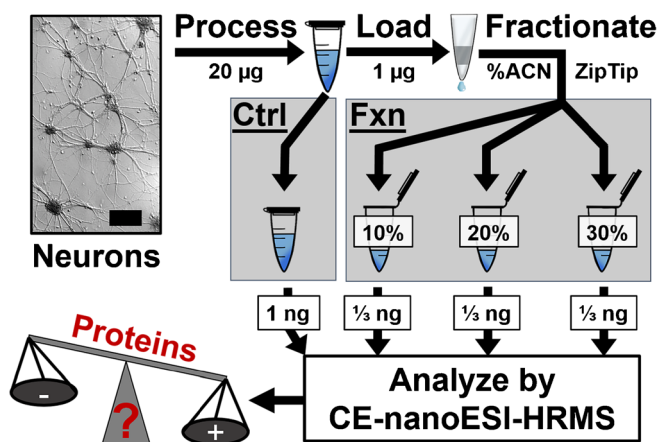 Process
20 µg
Load
1 µg
Fractionate
%ACN
ZipTip
Neurons
Ctrl
Fxn
10%
20%
30%
1 ng
⅓ ng
⅓ ng
⅓ ng
Analyze by
CE-nanoESI-HRMS
Proteins
-
?
+